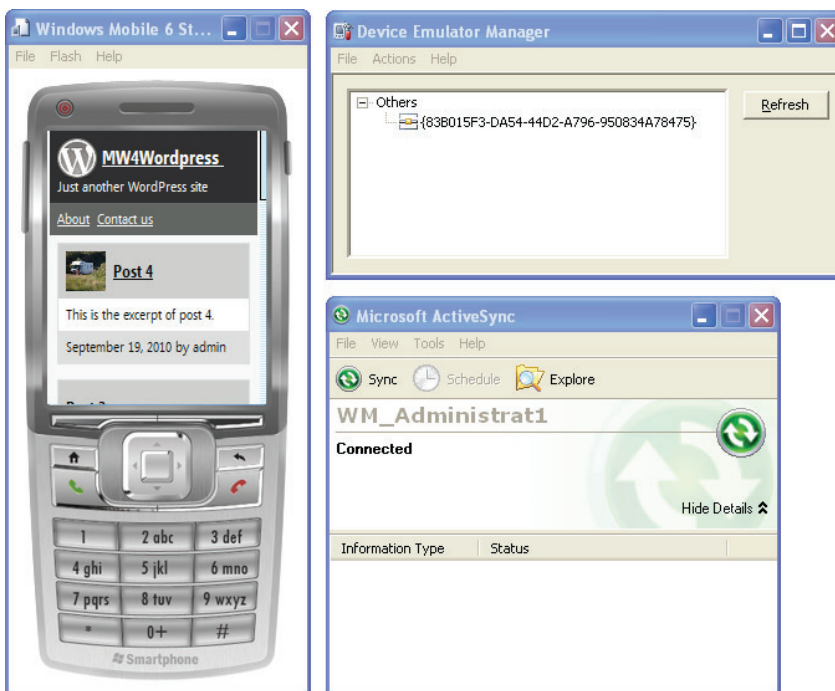 Windows Mobile 6 St...
File Flash Help
MW4Wordpress
Just another WordPress site
About Contact us
Post 4
This is the excerpt of post 4.
September 19, 2010 by admin
1 2 abc 3 def
4 ghi 5 jkl 6 mno
7 pqrs 8 tuv 9 wxyz
* 0+ #
Smartphone
Device Emulator Manager
File Actions Help
Others
{83B015F3-DA54-44D2-A796-950834A78475}
Refresh
Microsoft ActiveSync
File View Tools Help
Sync Schedule Explore
WM_Administrat1
Connected
Hide Details
Information Type Status